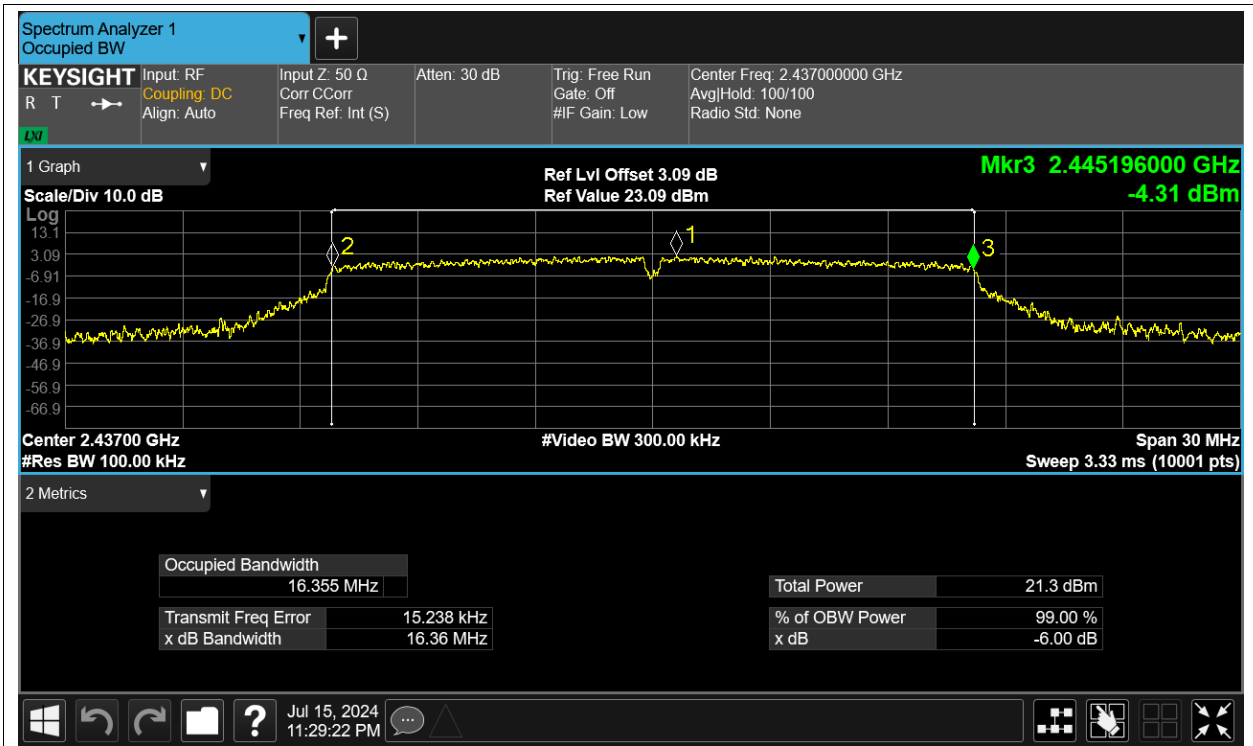 Spectrum Analyzer 1
Occupied BW
KEYSIGHT
R T
LXI
Input: RF
Coupling: DC
Align: Auto
Input Z: 50 Ω
Corr CCorr
Freq Ref: Int (S)
Atten: 30 dB
Trig: Free Run
Gate: Off
#IF Gain: Low
Center Freq: 2.437000000 GHz
Avg|Hold: 100/100
Radio Std: None
1 Graph
Scale/Div 10.0 dB
Ref Lvl Offset 3.09 dB
Ref Value 23.09 dBm
Mkr3 2.445196000 GHz
-4.31 dBm
Log
13.1
3.09
-6.91
-16.9
-26.9
-36.9
-46.9
-56.9
-66.9
2
1
3
Center 2.43700 GHz
#Res BW 100.00 kHz
#Video BW 300.00 kHz
Span 30 MHz
Sweep 3.33 ms (10001 pts)
2 Metrics
Occupied Bandwidth
16.355 MHz
Transmit Freq Error 15.238 kHz
x dB Bandwidth 16.36 MHz
Total Power 21.3 dBm
% of OBW Power 99.00 %
x dB -6.00 dB
?
Jul 15, 2024
11:29:22 PM